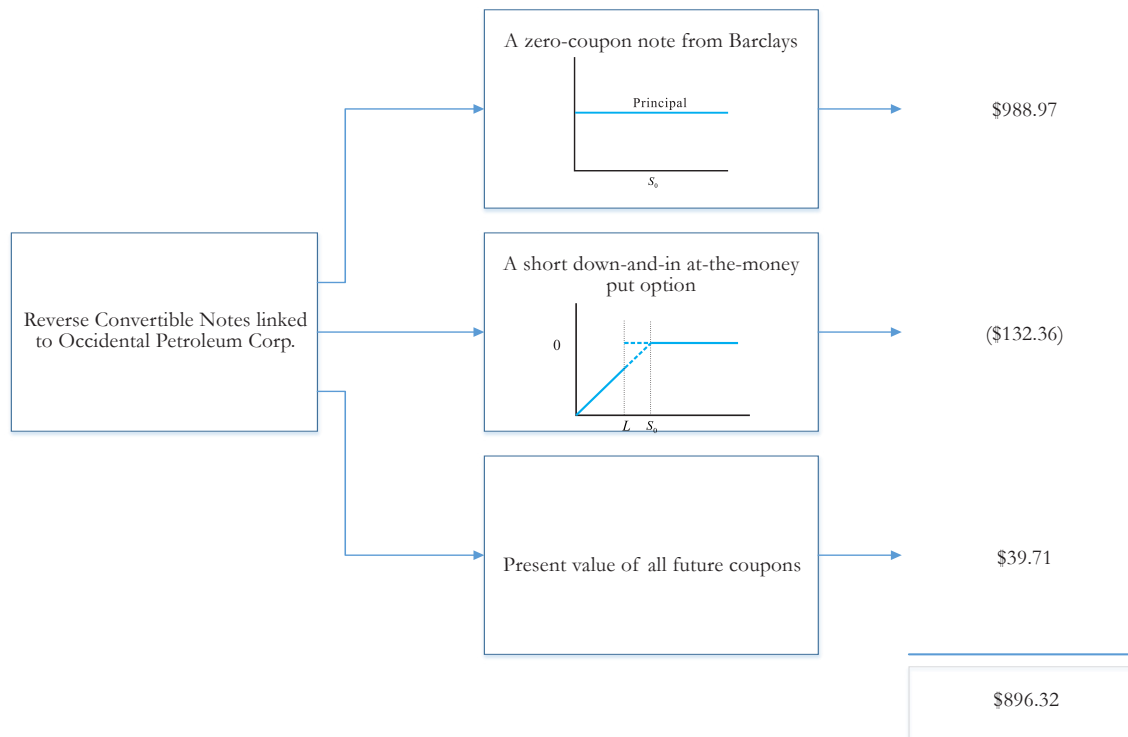 A zero-coupon note from Barclays
Principal
S₀
$988.97
Reverse Convertible Notes linked
to Occidental Petroleum Corp.
A short down-and-in at-the-money
put option
0
L S₀
($132.36)
Present value of all future coupons
$39.71
$896.32